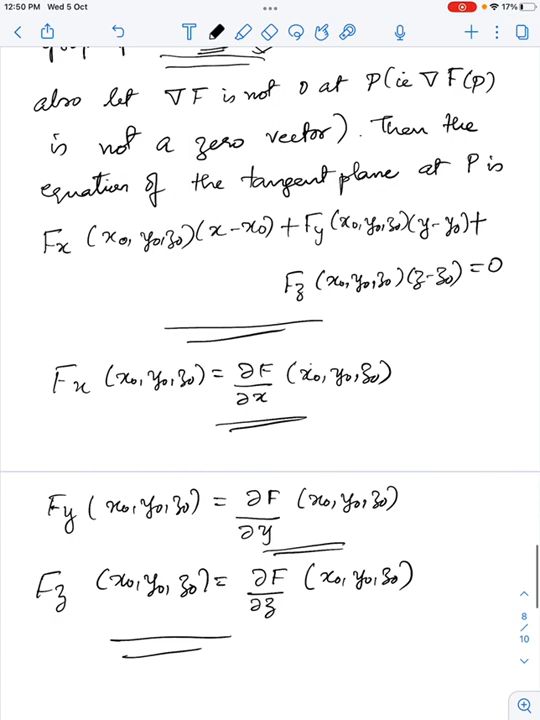 12:50 PM Wed 5 Oct
17%
also let ∇F is not 0 at P(ie ∇F(P)
is not a zero vector). Then the
equation of the tangent plane at P is
Fx (x0, y0, z0)(x-x0) + Fy (x0, y0, z0)(y-y0)+
Fz (x0, y0, z0)(z-z0) = 0
Fx (x0, y0, z0) = ∂F/∂x (x0, y0, z0)
Fy (x0, y0, z0) = ∂F/∂y (x0, y0, z0)
Fz (x0, y0, z0) = ∂F/∂z (x0, y0, z0)
8
/
10